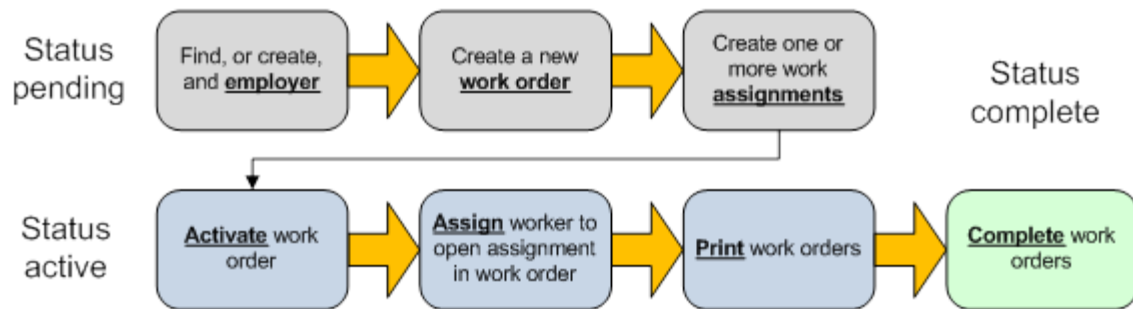 Status
pending
Find, or create,
and employer
Create a new
work order
Create one or
more work
assignments
Status
complete
Status
active
Activate work
order
Assign worker to
open assignment
in work order
Print work orders
Complete work
orders